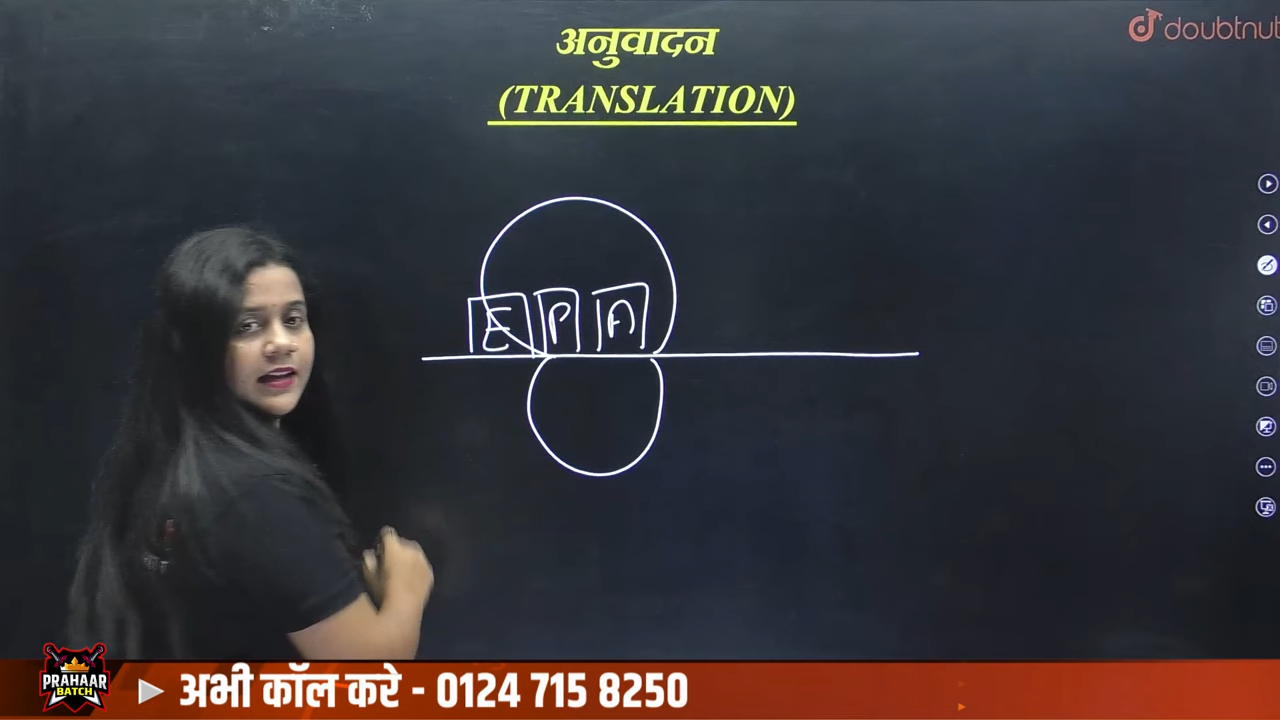 अनुवादन
(TRANSLATION)
doubtnut
E P A
PRAHAAR
BATCH
अभी कॉल करे - 0124 715 8250